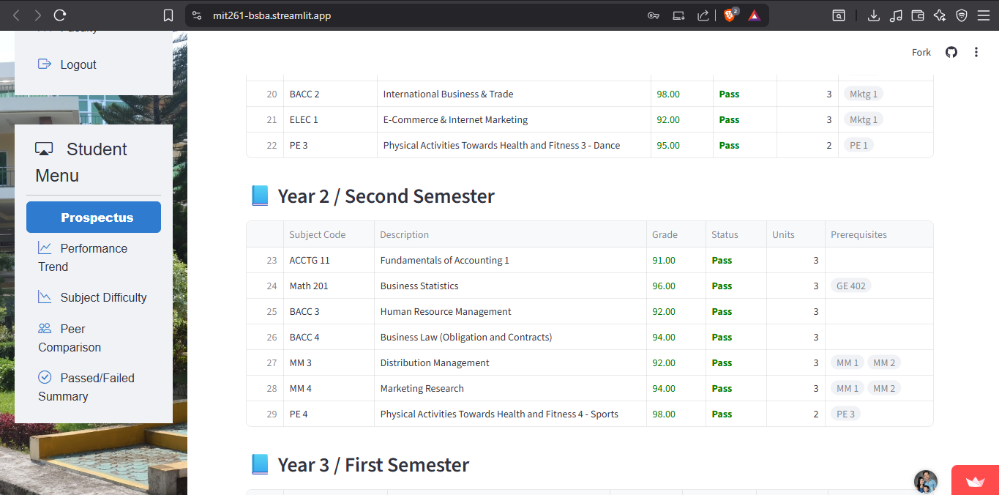 mit261-bsba.streamlit.app
2
Faculty
Logout
Student
Menu
Prospectus
Performance
Trend
Subject Difficulty
Peer
Comparison
Passed/Failed
Summary
Fork
20 BACC 2 International Business & Trade 98.00 Pass 3 Mktg 1
21 ELEC 1 E-Commerce & Internet Marketing 92.00 Pass 3 Mktg 1
22 PE 3 Physical Activities Towards Health and Fitness 3 - Dance 95.00 Pass 2 PE 1
Year 2 / Second Semester
Subject Code Description Grade Status Units Prerequisites
23 ACCTG 11 Fundamentals of Accounting 1 91.00 Pass 3
24 Math 201 Business Statistics 96.00 Pass 3 GE 402
25 BACC 3 Human Resource Management 92.00 Pass 3
26 BACC 4 Business Law (Obligation and Contracts) 94.00 Pass 3
27 MM 3 Distribution Management 92.00 Pass 3 MM 1 MM 2
28 MM 4 Marketing Research 94.00 Pass 3 MM 1 MM 2
29 PE 4 Physical Activities Towards Health and Fitness 4 - Sports 98.00 Pass 2 PE 3
Year 3 / First Semester